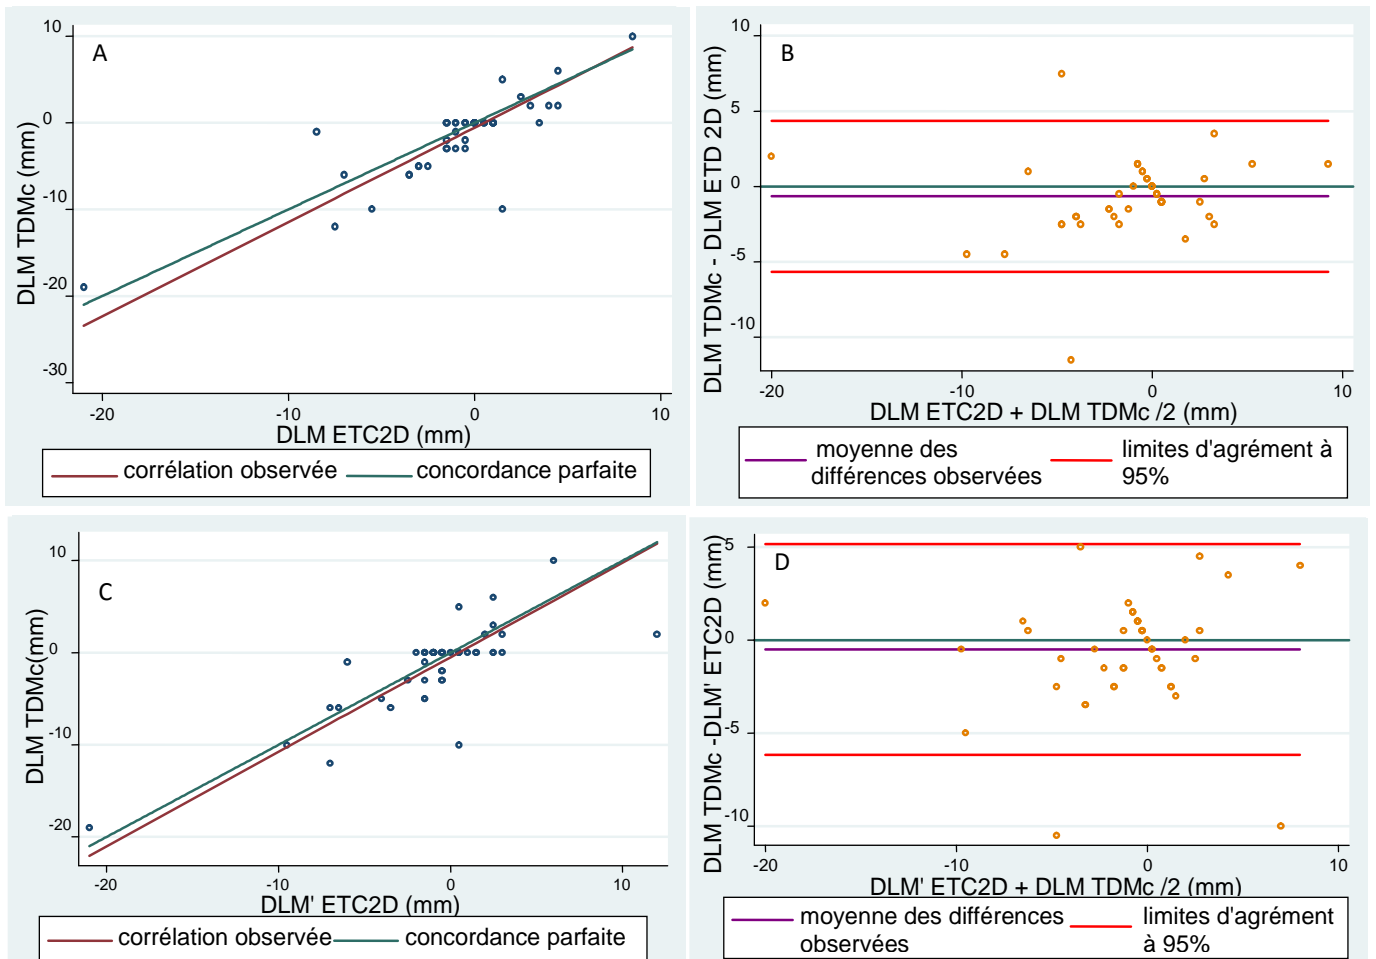 A
DLM TDMc (mm)
10
0
-10
-20
-30
-20
-10
0
10
DLM ETC2D (mm)
corrélation observée
concordance parfaite
B
DLM TDMc - DLM ETD 2D (mm)
10
5
0
-5
-10
-20
-10
0
10
DLM ETC2D + DLM TDMc /2 (mm)
moyenne des
différences observées
limites d'agrément à
95%
C
DLM TDMc(mm)
10
0
-10
-20
-20
-10
0
10
DLM' ETC2D (mm)
corrélation observée
concordance parfaite
D
DLM TDMc -DLM' ETC2D (mm)
5
0
-5
-10
-20
-10
0
10
DLM' ETC2D + DLM TDMc /2 (mm)
moyenne des différences
observées
limites d'agrément
à 95%